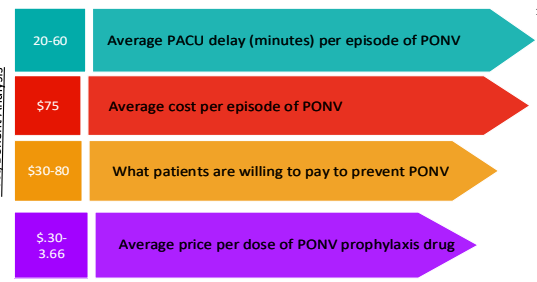 20-60
Average PACU delay (minutes) per episode of PONV
$75
Average cost per episode of PONV
$30-80
What patients are willing to pay to prevent PONV
$.30-
3.66
Average price per dose of PONV prophylaxis drug